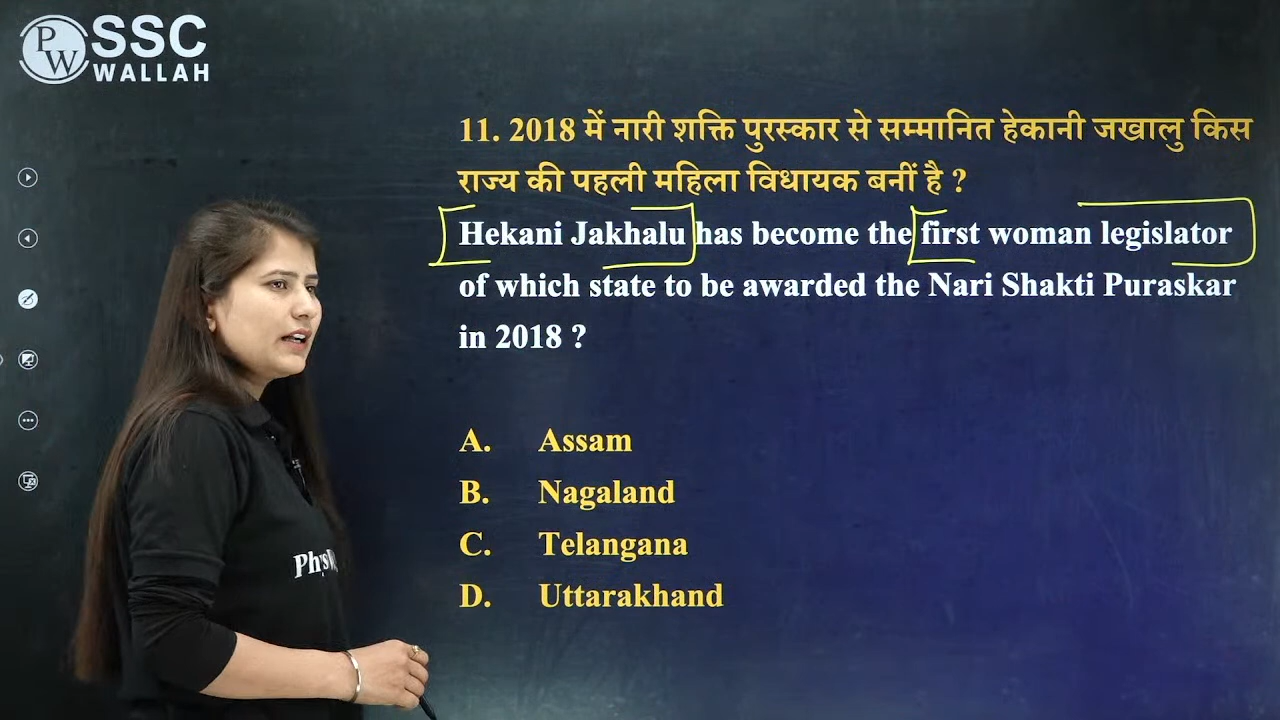 PW SSC
WALLAH
11. 2018 में नारी शक्ति पुरस्कार से सम्मानित हेकानी जखालु किस
राज्य की पहली महिला विधायक बनीं है ?
Hekani Jakhalu has become the first woman legislator
of which state to be awarded the Nari Shakti Puraskar
in 2018 ?
A. Assam
B. Nagaland
C. Telangana
D. Uttarakhand